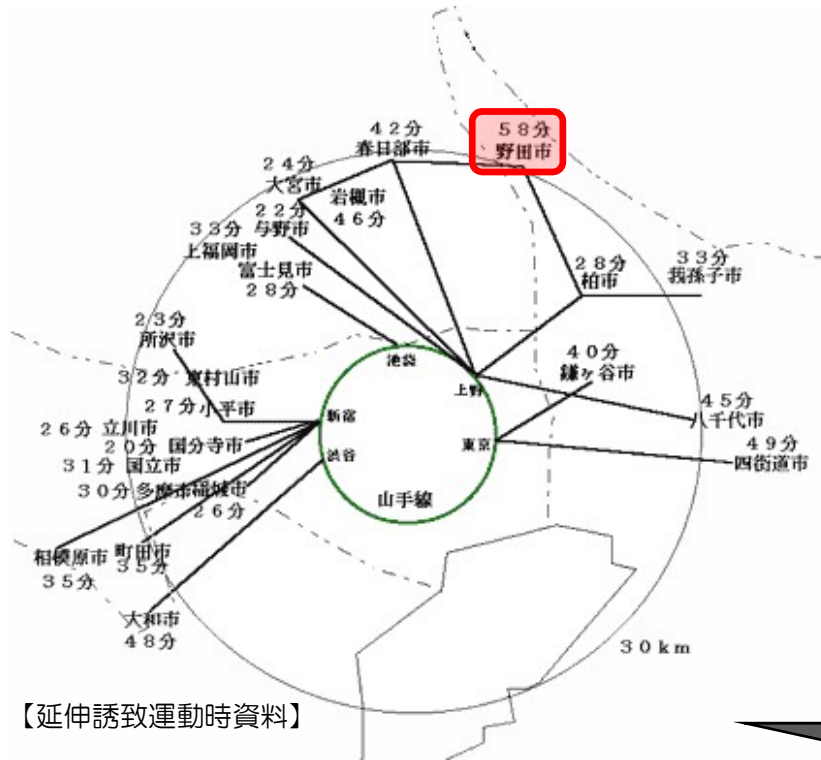 ４２分
春日部市
５８分
野田市
２４分
大宮市
岩槻市
４６分
２２分
与野市
３３分
上福岡市
富士見市
２８分
３３分
我孫子市
２８分
柏市
２３分
所沢市
池袋
４０分
鎌ヶ谷市
上野
３２分 東村山市
２７分 小平市
新宿
４５分
八千代市
２６分 立川市
２０分 国分寺市
東京
４９分
四街道市
３１分 国立市
渋谷
３０分 多摩市
稲城市
２６分
山手線
相模原市
３５分
町田市
３５分
大和市
４８分
３０ｋｍ
【延伸誘致運動時資料】